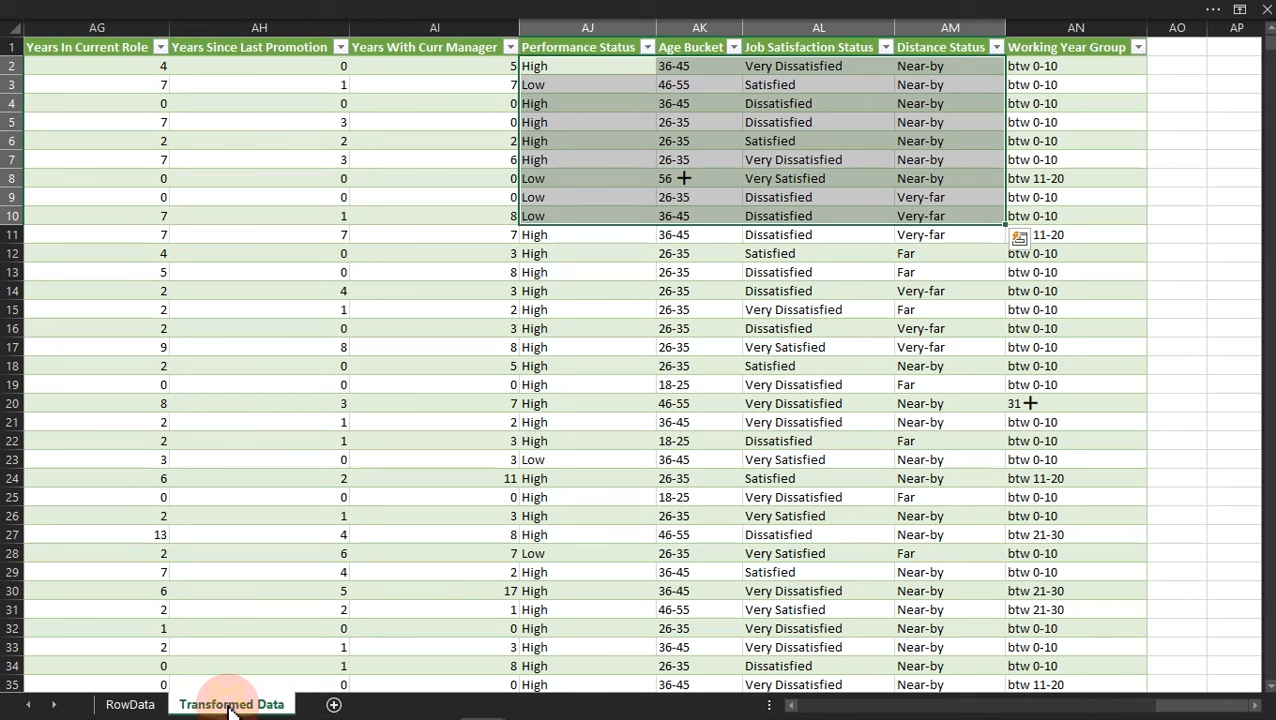 AG AH AI AJ AK AL AM AN AO AP
1 Years In Current Role Years Since Last Promotion Years With Curr Manager Performance Status Age Bucket Job Satisfaction Status Distance Status Working Year Group
2 4 0 5 High 36-45 Very Dissatisfied Near-by btw 0-10
3 7 1 7 Low 46-55 Satisfied Near-by btw 0-10
4 0 0 0 High 36-45 Dissatisfied Near-by btw 0-10
5 7 3 0 High 26-35 Dissatisfied Near-by btw 0-10
6 2 2 2 High 26-35 Satisfied Near-by btw 0-10
7 7 3 6 High 26-35 Very Dissatisfied Near-by btw 0-10
8 0 0 0 Low 56 + Very Satisfied Near-by btw 11-20
9 0 0 0 Low 26-35 Dissatisfied Very-far btw 0-10
10 7 1 8 Low 36-45 Dissatisfied Very-far btw 0-10
11 7 7 7 High 36-45 Dissatisfied Very-far 11-20
12 4 0 3 High 26-35 Satisfied Far btw 0-10
13 5 0 8 High 26-35 Dissatisfied Far btw 0-10
14 2 4 3 High 26-35 Dissatisfied Very-far btw 0-10
15 2 1 2 High 26-35 Very Dissatisfied Far btw 0-10
16 2 0 3 High 26-35 Dissatisfied Very-far btw 0-10
17 9 8 8 High 26-35 Very Satisfied Very-far btw 0-10
18 2 0 5 High 26-35 Satisfied Near-by btw 0-10
19 0 0 0 High 18-25 Very Dissatisfied Far btw 0-10
20 8 3 7 High 46-55 Very Dissatisfied Near-by 31 +
21 2 1 2 High 36-45 Very Dissatisfied Near-by btw 0-10
22 2 1 3 High 18-25 Dissatisfied Far btw 0-10
23 3 0 3 Low 36-45 Very Satisfied Near-by btw 0-10
24 6 2 11 High 26-35 Satisfied Near-by btw 11-20
25 0 0 0 High 18-25 Very Dissatisfied Far btw 0-10
26 2 1 3 High 26-35 Very Satisfied Near-by btw 0-10
27 13 4 8 High 46-55 Dissatisfied Near-by btw 21-30
28 2 6 7 Low 26-35 Very Satisfied Far btw 0-10
29 7 4 2 High 36-45 Satisfied Near-by btw 0-10
30 6 5 17 High 36-45 Very Dissatisfied Near-by btw 21-30
31 2 2 1 High 46-55 Very Satisfied Near-by btw 21-30
32 1 0 0 High 26-35 Very Dissatisfied Near-by btw 0-10
33 2 1 3 High 36-45 Very Dissatisfied Near-by btw 0-10
34 0 1 8 High 26-35 Dissatisfied Near-by btw 0-10
35 0 0 0 High 36-45 Very Dissatisfied Near-by btw 11-20
RowData Transformed Data